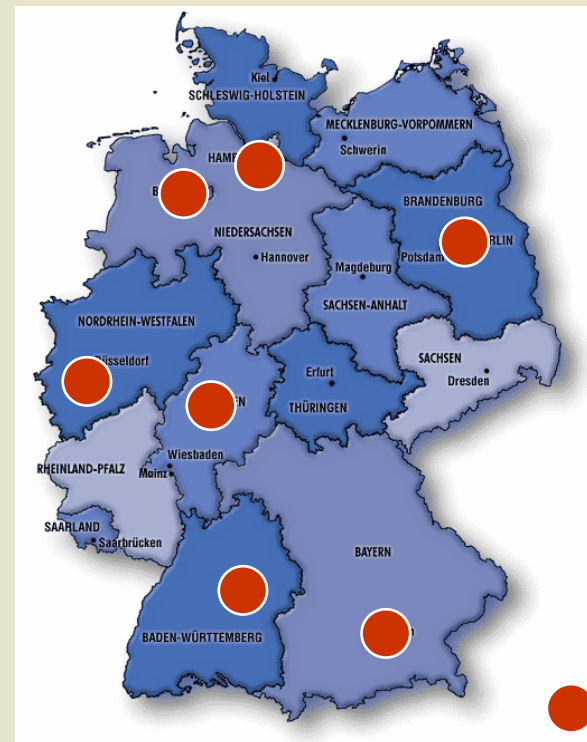 Kiel
SCHLESWIG-HOLSTEIN
MECKLENBURG-VORPOMMERN
Schwerin
BRANDENBURG
NIEDERSACHSEN
Hannover
Potsdam
Magdeburg
SACHSEN-ANHALT
NORDRHEIN-WESTFALEN
Düsseldorf
SACHSEN
Dresden
Erfurt
THÜRINGEN
Wiesbaden
Mainz
RHEINLAND-PFALZ
SAARLAND
Saarbrücken
BAYERN
BADEN-WÜRTTEMBERG